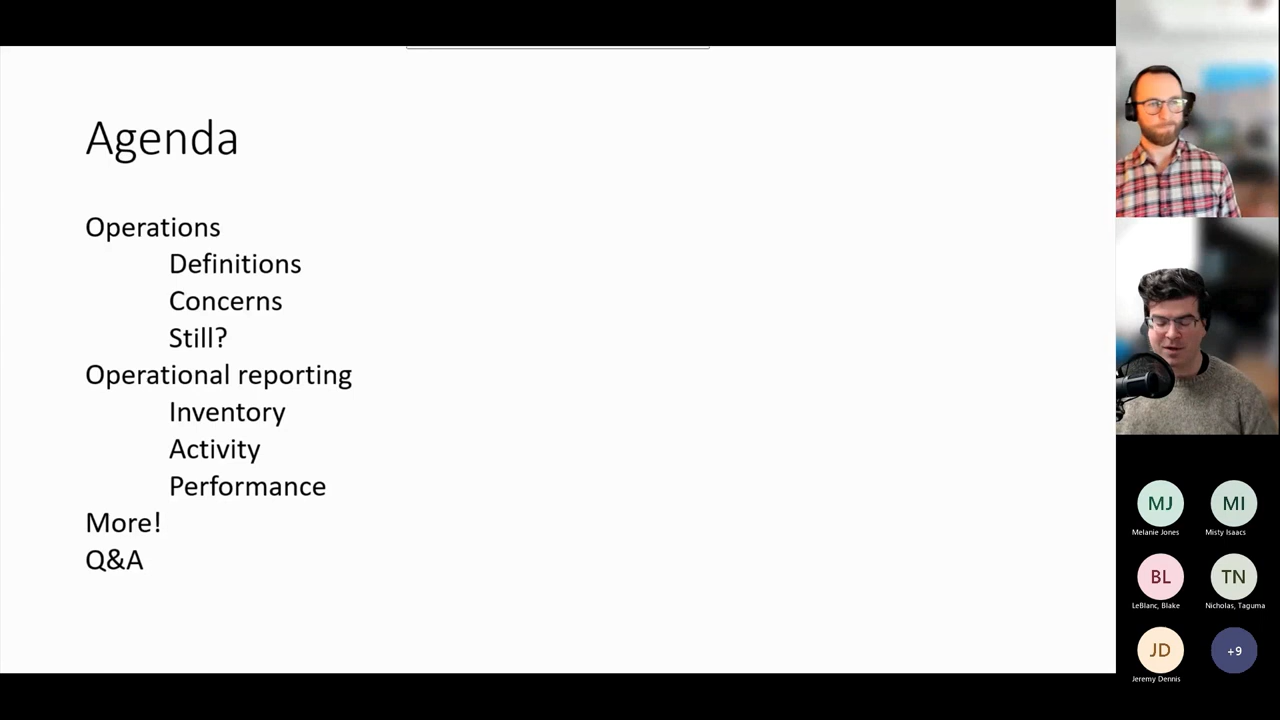 Agenda
Operations
Definitions
Concerns
Still?
Operational reporting
Inventory
Activity
Performance
More!
Q&A
MJ
Melanie Jones
MI
Misty Isaacs
BL
LeBlanc, Blake
TN
Nicholas, Taguma
JD
Jeremy Dennis
+9